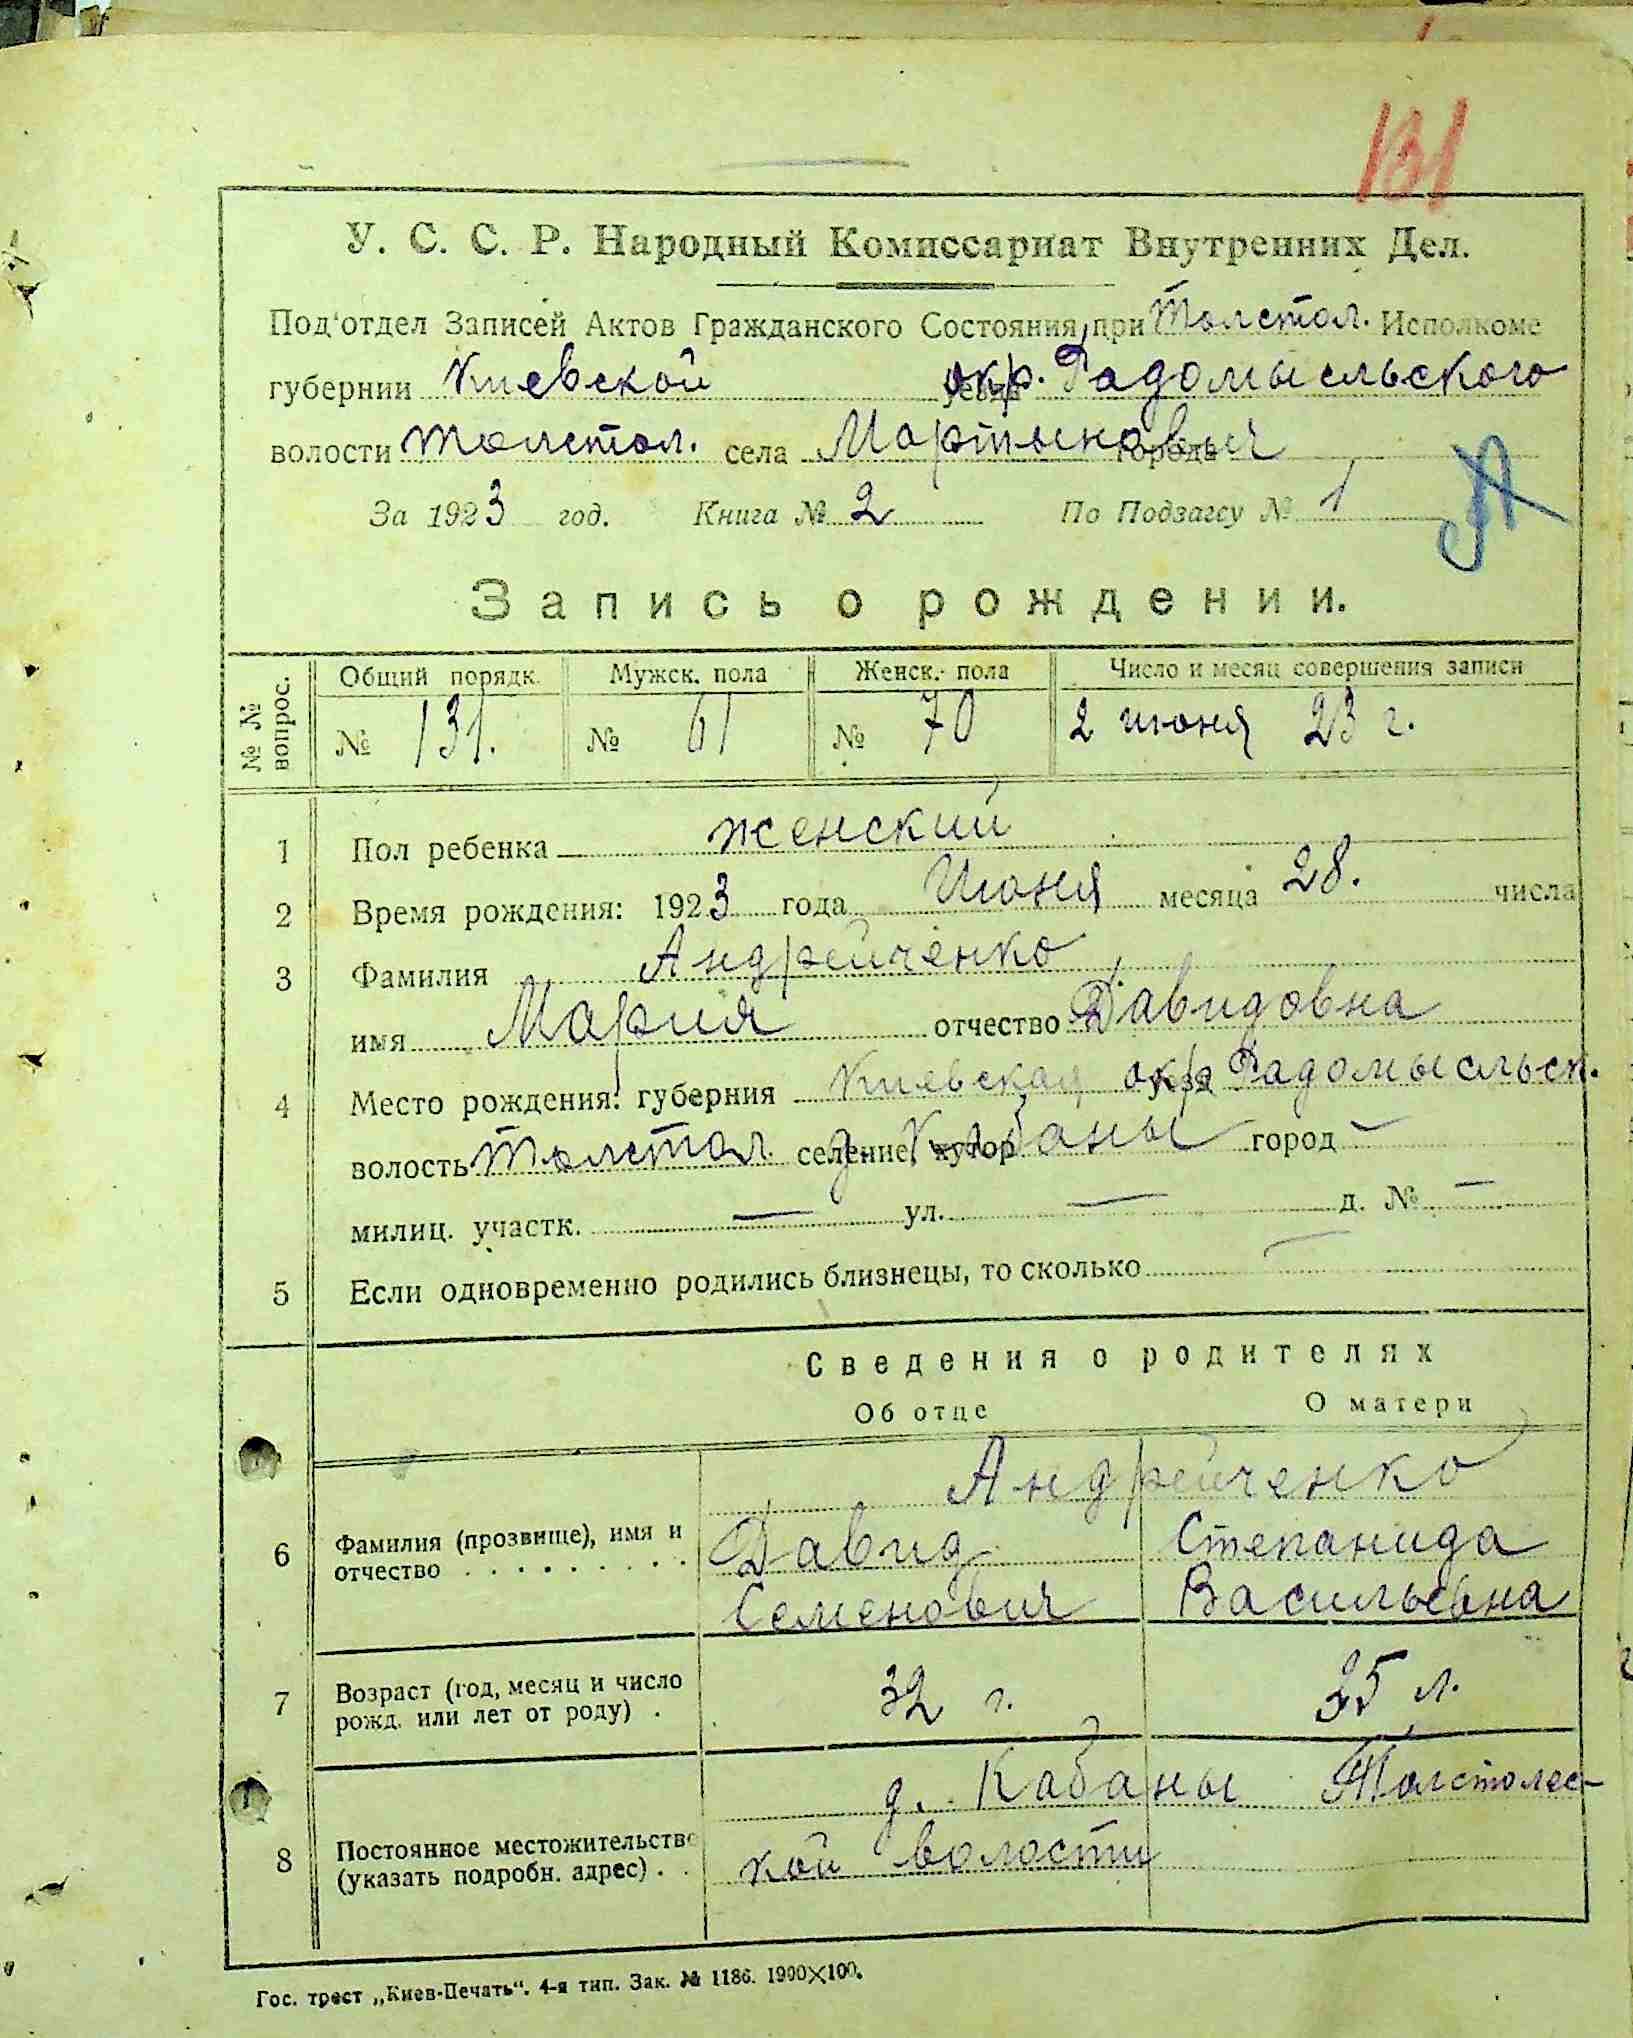 131
У. С. С. Р. Народный Комиссариат Внутренних Дел.
Под'отдел Записей Актов Гражданского Состояния при Толстол. Исполкоме
губернии Киевской окр. Радомысльского
волости Толстол. села Мартынович города
За 1923 год. Книга № 2 По Подзагсу № 1
Запись о рождении.
№ № вопрос. Общий порядк. Мужск. пола Женск. пола Число и месяц совершения записи
№ 131. № 61 № 70 2 июня 23 г.
1 Пол ребенка женский
2 Время рождения: 1923 года Июня месяца 28. числа
3 Фамилия Андрейченко
имя Мария отчество Давидовна
4 Место рождения: губерния Киевская окр Радомысльск.
волость Толстол. селение, хутор д. Кабаны город —
милиц. участк. — ул. — д. № —
5 Если одновременно родились близнецы, то сколько —
Сведения о родителях
Об отце О матери
Андрейченко
6 Фамилия (прозвище), имя и Давид Степанида
отчество . . . . . . . . . Семенович Васильевна
7 Возраст (год, месяц и число 32 г. 35 л.
рожд. или лет от роду) .
д. Кабаны Толстолес-
8 Постоянное местожительство кой волости
(указать подробн. адрес) . .
Гос. трест „Киев-Печать“. 4-я тип. Зак. № 1186. 1900×100.